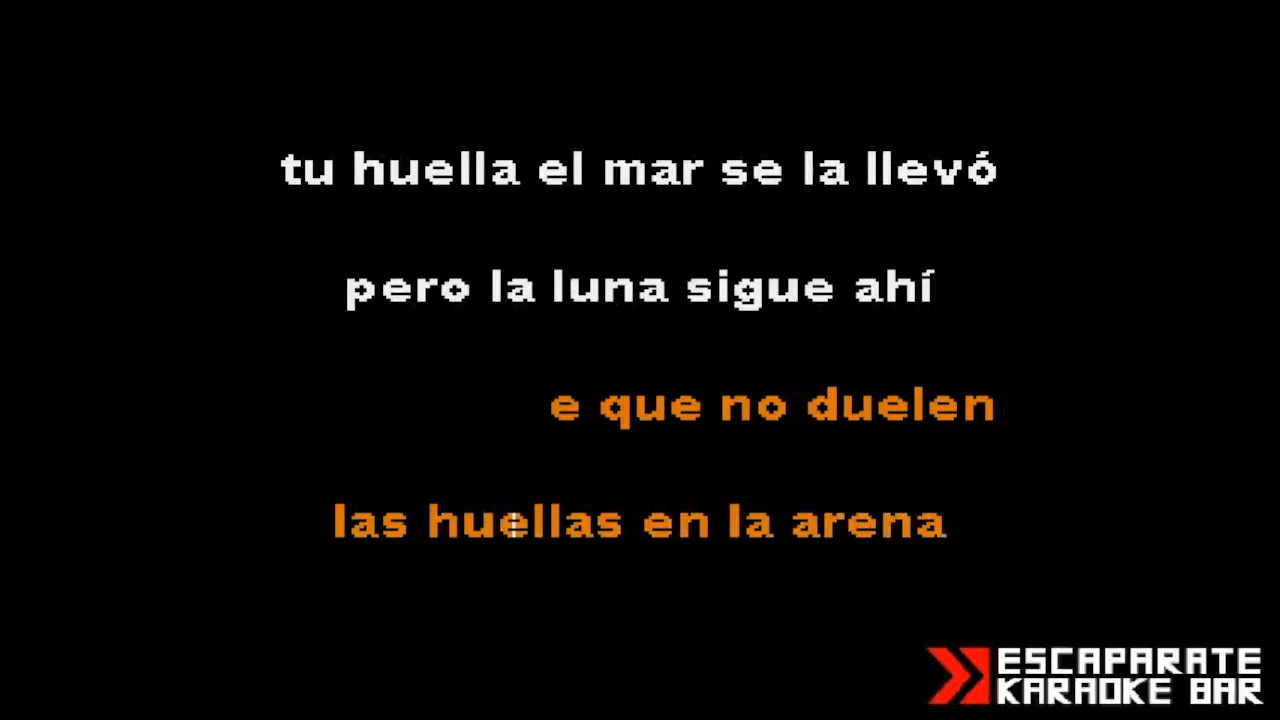 tu huella el mar se la llevó
pero la luna sigue ahí
e que no duelen
las huellas en la arena
ESCAPARATE
KARAOKE BAR